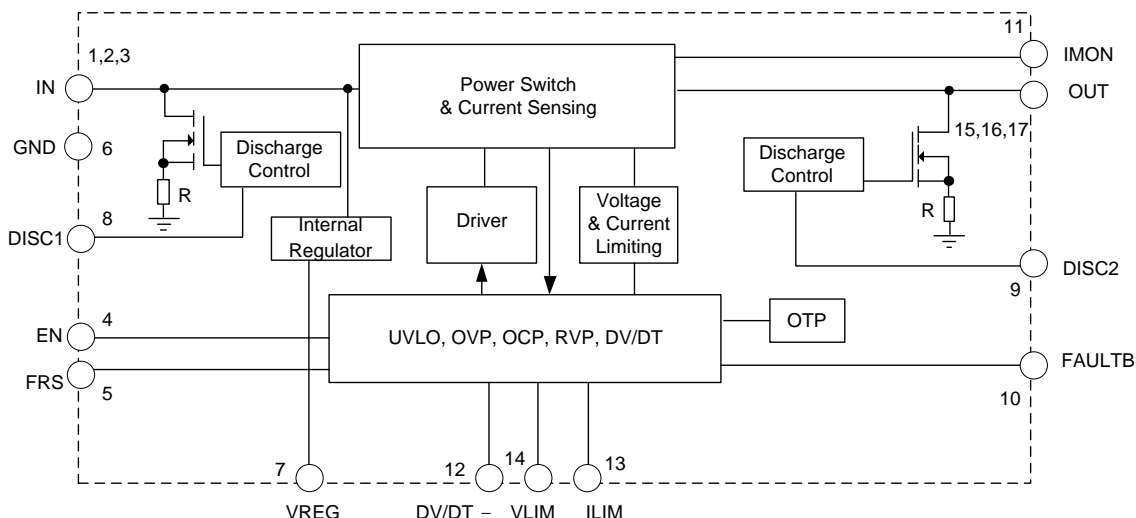 11
1,2,3
IMON
IN
Power Switch
& Current Sensing
OUT
GND
6
15,16,17
Discharge
Control
Discharge
Control
R
R
8
DISC1
Driver
Voltage
& Current
Limiting
Internal
Regulator
DISC2
9
4
EN
UVLO, OVP, OCP, RVP, DV/DT
OTP
FRS
5
FAULTB
10
7
12
14
13
VREG
DV/DT –
VLIM
ILIM